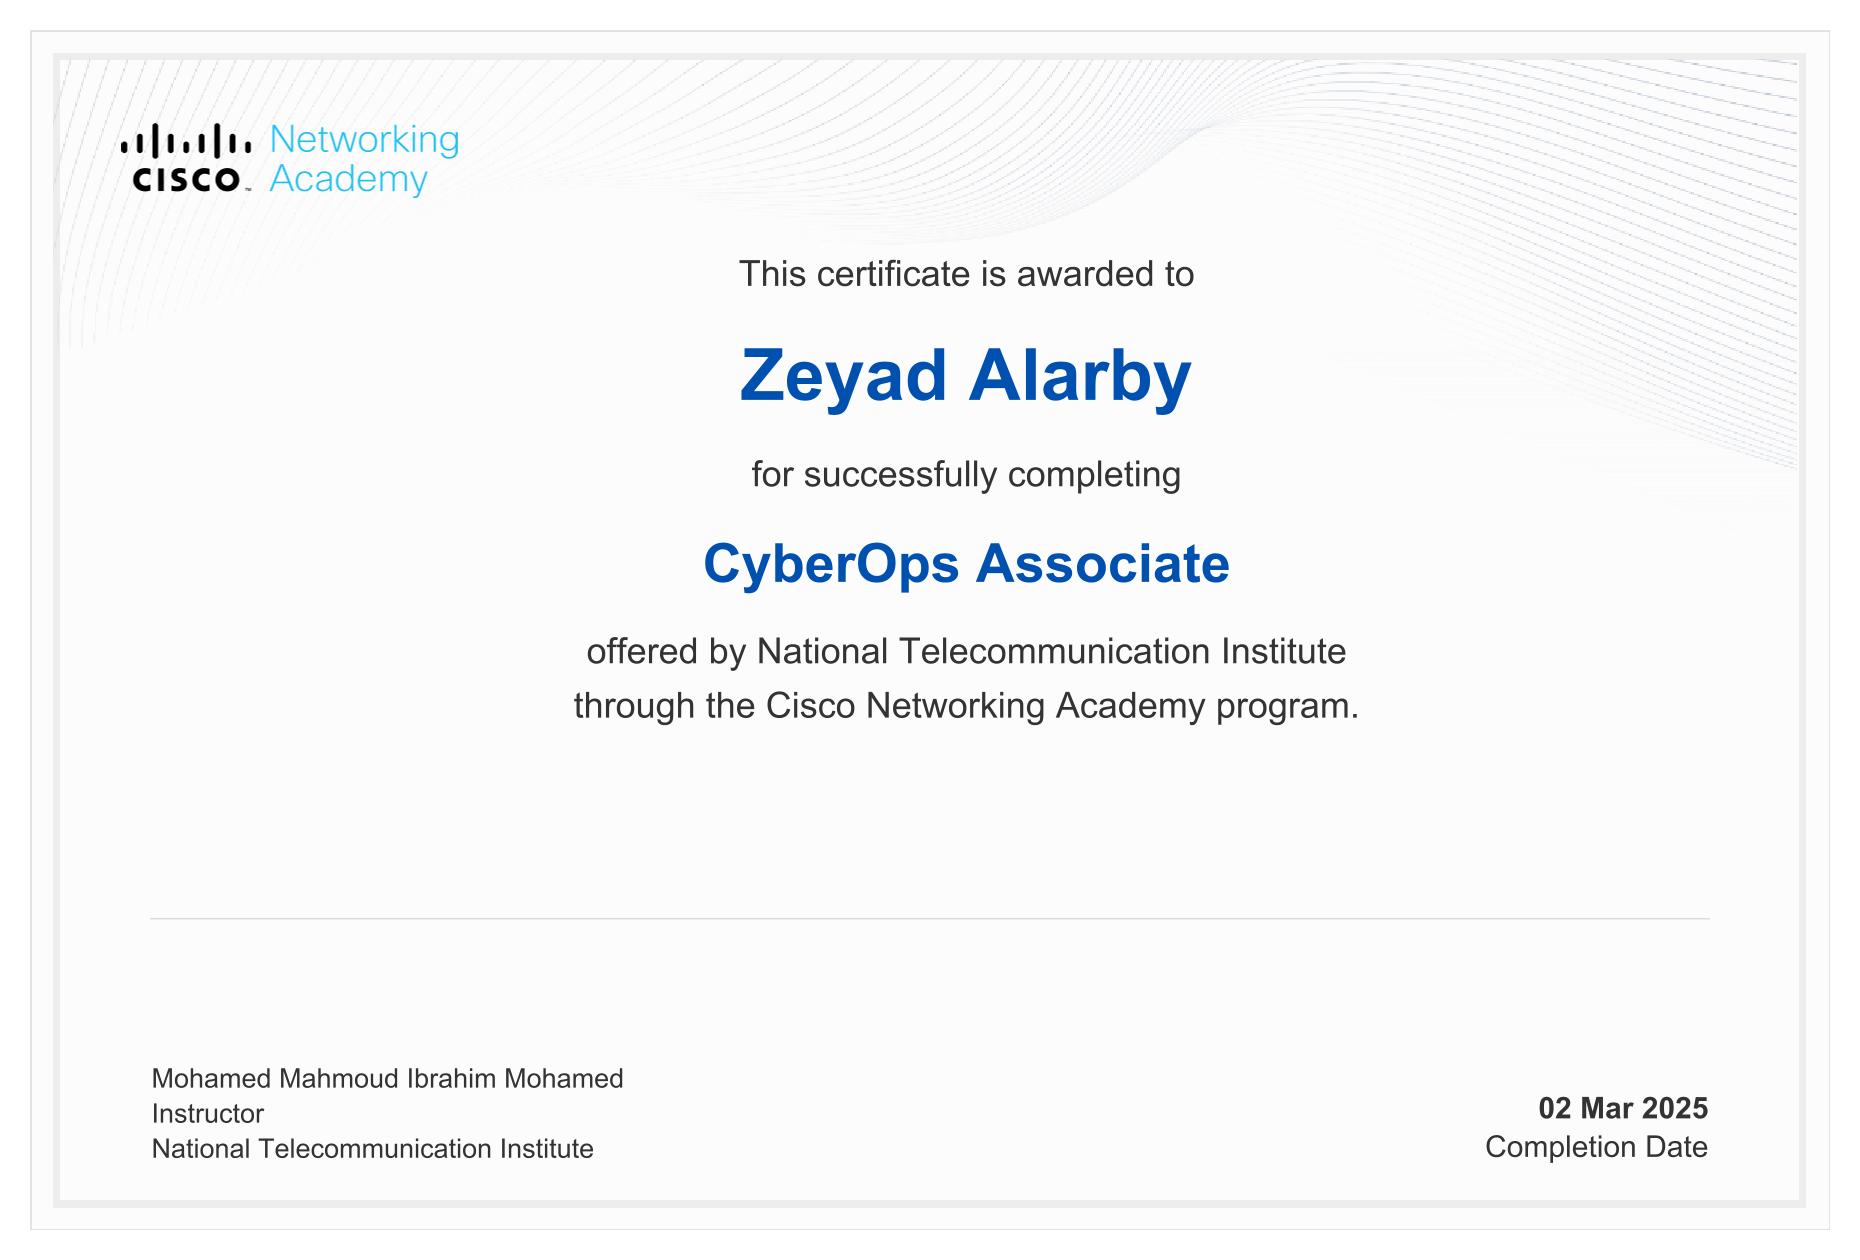 Networking
CISCO™ Academy
This certificate is awarded to
Zeyad Alarby
for successfully completing
CyberOps Associate
offered by National Telecommunication Institute
through the Cisco Networking Academy program.
Mohamed Mahmoud Ibrahim Mohamed
Instructor
National Telecommunication Institute
02 Mar 2025
Completion Date